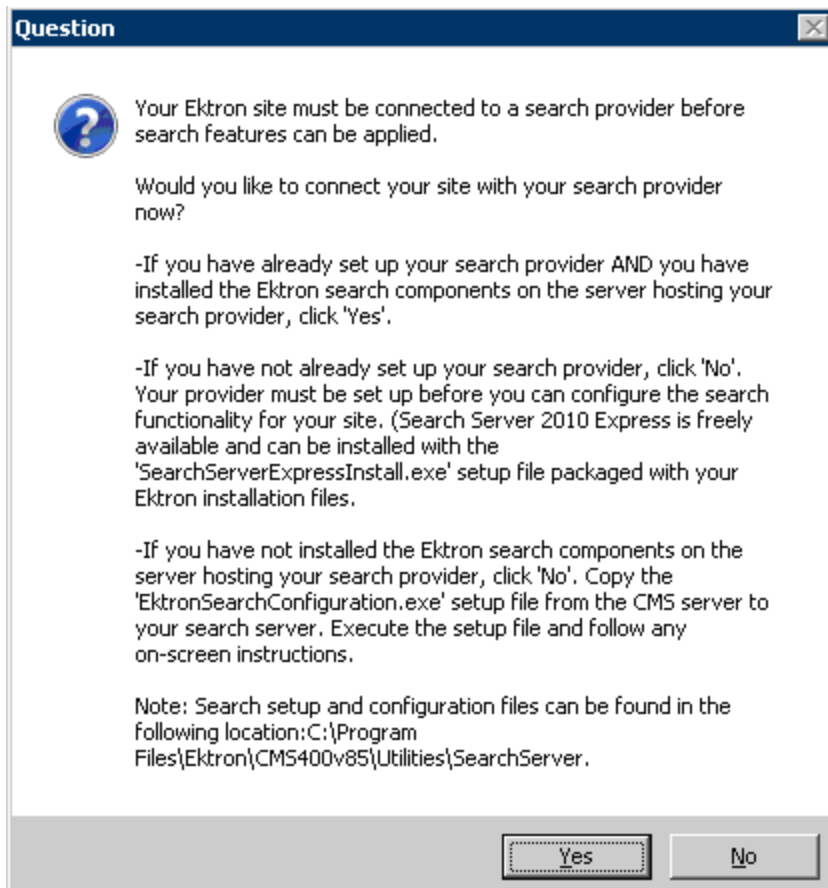 Question
Your Ektron site must be connected to a search provider before
search features can be applied.
Would you like to connect your site with your search provider
now?
-If you have already set up your search provider AND you have
installed the Ektron search components on the server hosting your
search provider, click 'Yes'.
-If you have not already set up your search provider, click 'No'.
Your provider must be set up before you can configure the search
functionality for your site. (Search Server 2010 Express is freely
available and can be installed with the
'SearchServerExpressInstall.exe' setup file packaged with your
Ektron installation files.
-If you have not installed the Ektron search components on the
server hosting your search provider, click 'No'. Copy the
'EktronSearchConfiguration.exe' setup file from the CMS server to
your search server. Execute the setup file and follow any
on-screen instructions.
Note: Search setup and configuration files can be found in the
following location:C:\Program
Files\Ektron\CMS400v85\Utilities\SearchServer.
Yes
No